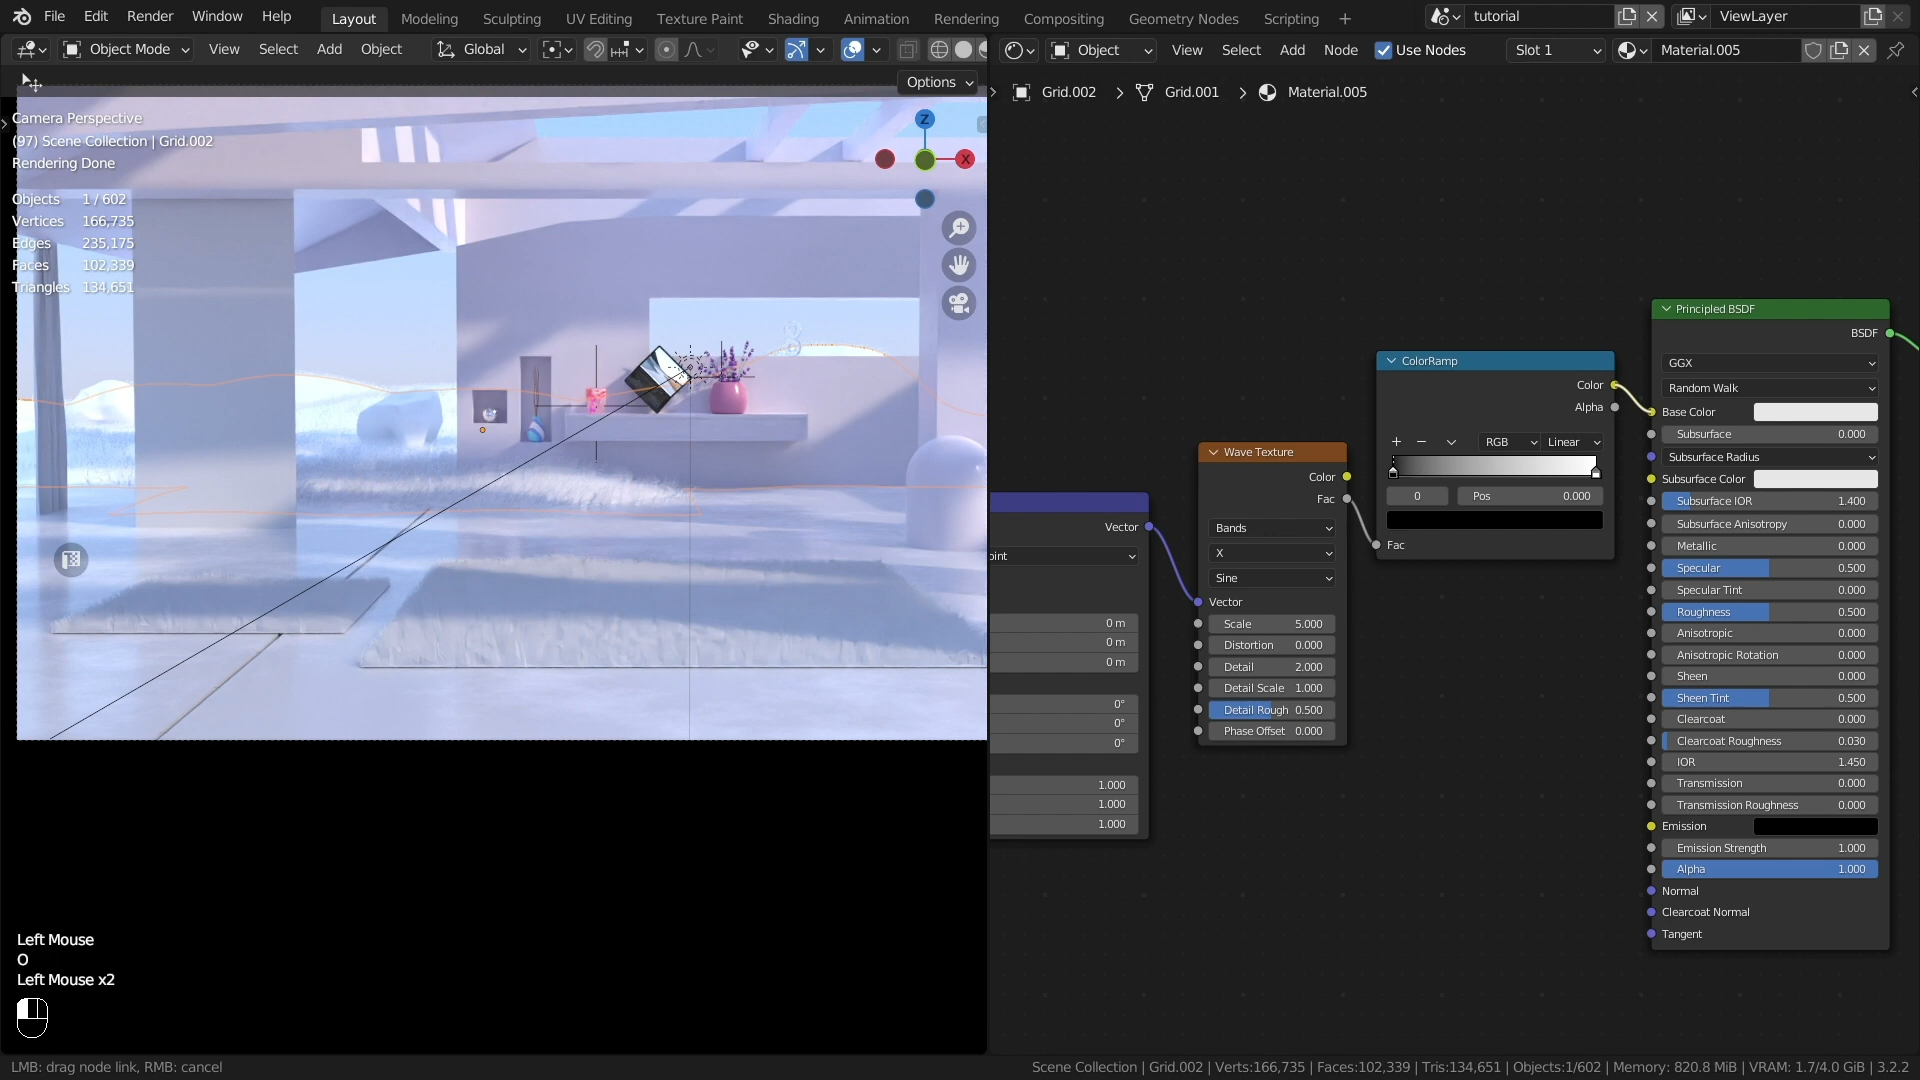 File Edit Render Window Help Layout Modeling Sculpting UV Editing Texture Paint Shading Animation Rendering Compositing Geometry Nodes Scripting + tutorial ViewLayer
Object Mode View Select Add Object Global
Object View Select Add Node Use Nodes Slot 1 Material.005
Options
Grid.002 > Grid.001 > Material.005
Camera Perspective
(97) Scene Collection | Grid.002
Rendering Done
Objects 1 / 602
Vertices 166,735
Edges 235,175
Faces 102,339
Triangles 134,651
Z
X
Vector
oint
0 m
0 m
0 m
0°
0°
0°
1.000
1.000
1.000
Wave Texture
Color
Fac
Bands
X
Sine
Vector
Scale 5.000
Distortion 0.000
Detail 2.000
Detail Scale 1.000
Detail Rough 0.500
Phase Offset 0.000
ColorRamp
Color
Alpha
+ − RGB Linear
0 Pos 0.000
Fac
Principled BSDF
BSDF
GGX
Random Walk
Base Color
Subsurface 0.000
Subsurface Radius
Subsurface Color
Subsurface IOR 1.400
Subsurface Anisotropy 0.000
Metallic 0.000
Specular 0.500
Specular Tint 0.000
Roughness 0.500
Anisotropic 0.000
Anisotropic Rotation 0.000
Sheen 0.000
Sheen Tint 0.500
Clearcoat 0.000
Clearcoat Roughness 0.030
IOR 1.450
Transmission 0.000
Transmission Roughness 0.000
Emission
Emission Strength 1.000
Alpha 1.000
Normal
Clearcoat Normal
Tangent
Left Mouse
O
Left Mouse x2
LMB: drag node link, RMB: cancel
Scene Collection | Grid.002 | Verts:166,735 | Faces:102,339 | Tris:134,651 | Objects:1/602 | Memory: 820.8 MiB | VRAM: 1.7/4.0 GiB | 3.2.2